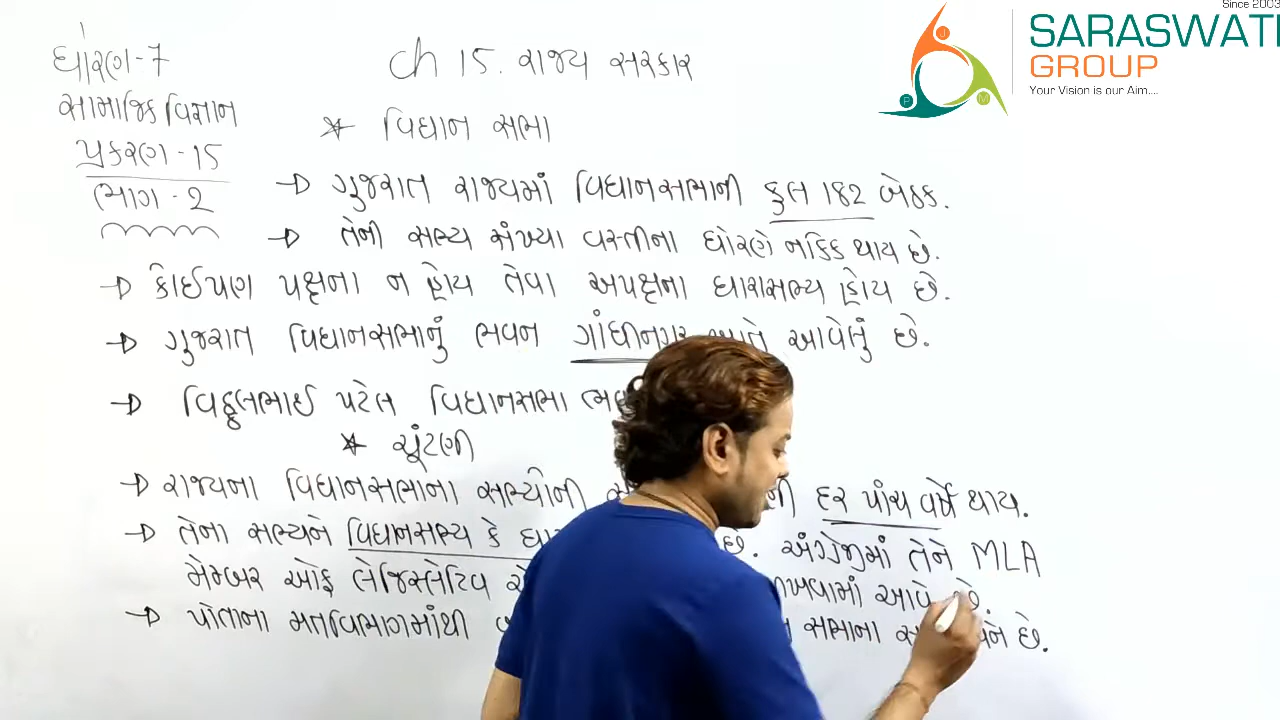 Since 2003
SARASWATI
GROUP
Your Vision is our Aim....
J
P
M
ધોરણ-7
સામાજિક વિજ્ઞાન
પ્રકરણ-15
ભાગ-2
ch 15. રાજ્ય સરકાર
* વિધાન સભા
→ ગુજરાત રાજ્યમાં વિધાનસભાની કુલ 182 બેઠક.
→ તેની સભ્ય સંખ્યા વસ્તીના ધોરણે નક્કિ થાય છે.
→ કોઈપણ પક્ષના ન હોય તેવા અપક્ષના ધારાસભ્ય હોય છે.
→ ગુજરાત વિધાનસભાનું ભવન ગાંધીનગર ખાતે આવેલું છે.
→ વિઠ્ઠલભાઈ પટેલ વિધાનસભા
* ચૂંટણી
→ રાજ્યના વિધાનસભાના સભ્યોની દર પાંચ વર્ષે થાય.
→ તેના સભ્યને વિધાનસભ્ય કે છે. અંગ્રેજીમાં તેને MLA
મેમ્બર ઓફ લેજિસ્લેટિવ આવે છે.
→ પોતાના મતવિભાગમાંથી સભાના બને છે.